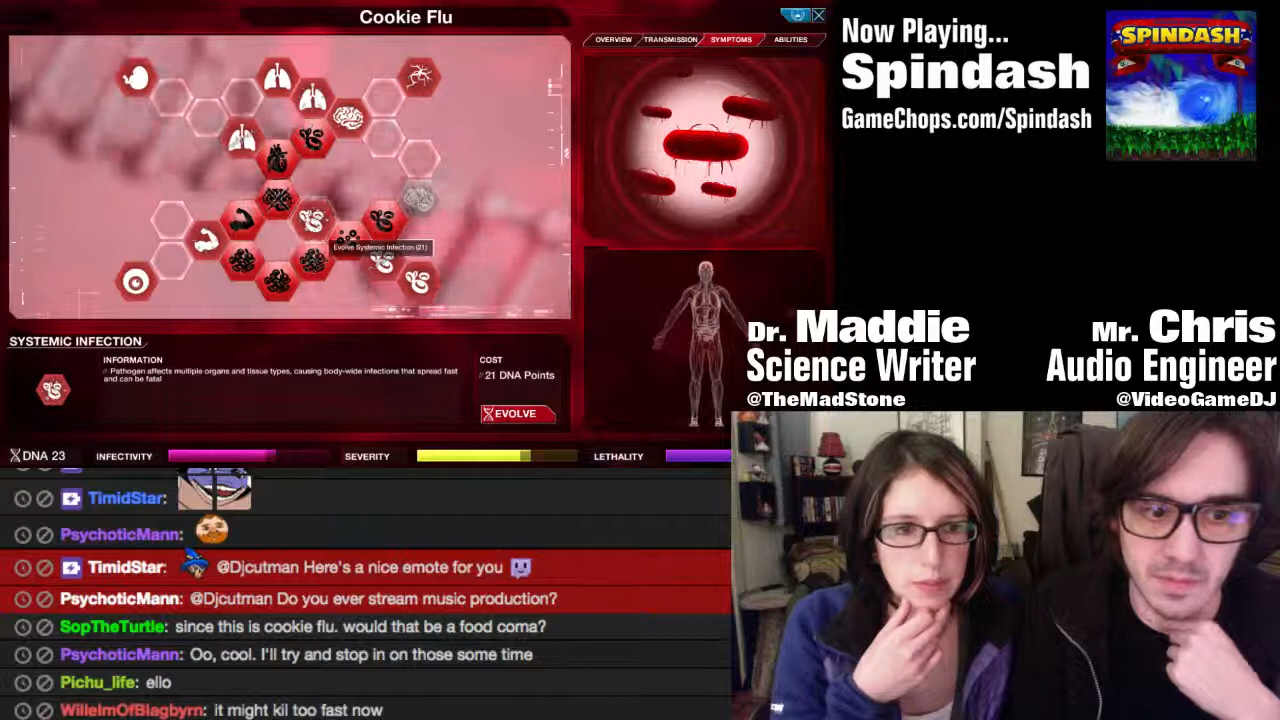 Cookie Flu
OVERVIEW
TRANSMISSION
SYMPTOMS
ABILITIES
Evolve Systemic Infection (21)
SYSTEMIC INFECTION
INFORMATION
// Pathogen affects multiple organs and tissue types, causing body-wide infections that spread fast
and can be fatal
COST
// 21 DNA Points
EVOLVE
DNA 23
INFECTIVITY
SEVERITY
LETHALITY
Now Playing...
Spindash
GameChops.com/Spindash
SPINDASH
Dr. Maddie
Science Writer
@TheMadStone
Mr. Chris
Audio Engineer
@VideoGameDJ
TimidStar:
PsychoticMann:
TimidStar: @Djcutman Here's a nice emote for you
PsychoticMann: @Djcutman Do you ever stream music production?
SopTheTurtle: since this is cookie flu. would that be a food coma?
PsychoticMann: Oo, cool. I'll try and stop in on those some time
Pichu_life: ello
WillelmOfBlagbyrn: it might kil too fast now